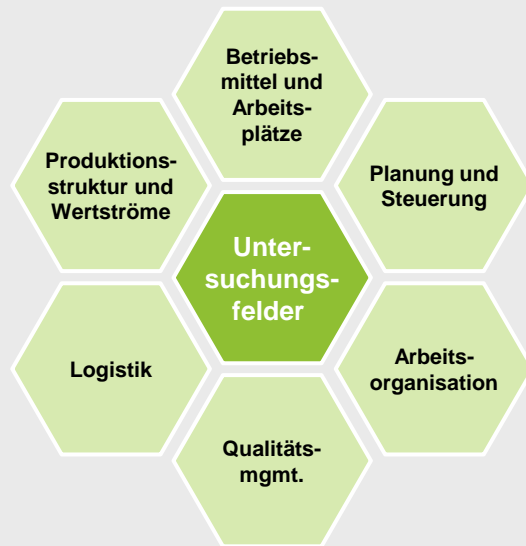 Betriebs-
mittel und
Arbeits-
plätze
Produktions-
struktur und
Wertströme
Planung und
Steuerung
Unter-
suchungs-
felder
Logistik
Arbeits-
organisation
Qualitäts-
mgmt.